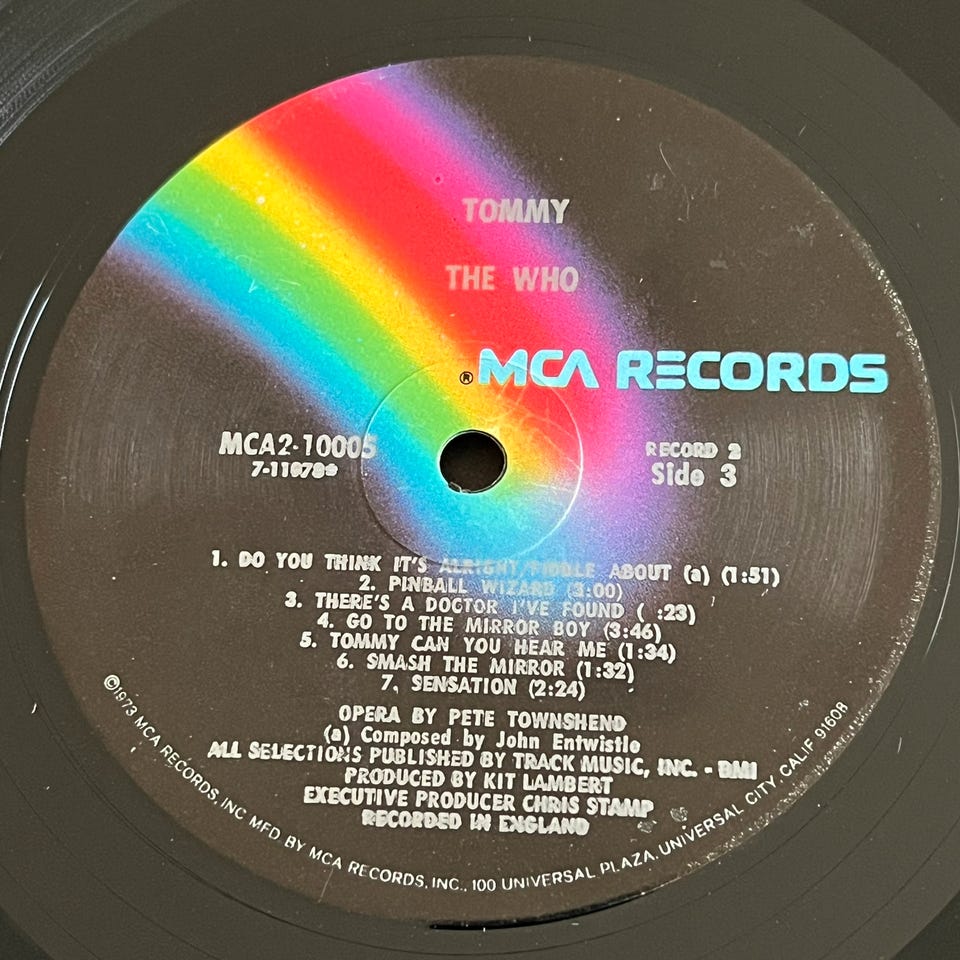 TOMMY
THE WHO
® MCA RECORDS
MCA2-10005
RECORD 2
Side 3
1. DO YOU THINK IT'S ALRIGHT/FIDDLE ABOUT (a) (1:51)
2. PINBALL WIZARD (3:00)
3. THERE'S A DOCTOR I'VE FOUND ( :23)
4. GO TO THE MIRROR BOY (3:46)
5. TOMMY CAN YOU HEAR ME (1:34)
6. SMASH THE MIRROR (1:32)
7. SENSATION (2:24)
OPERA BY PETE TOWNSHEND
(a) Composed by John Entwistle
ALL SELECTIONS PUBLISHED BY TRACK MUSIC, INC. - BMI
PRODUCED BY KIT LAMBERT
EXECUTIVE PRODUCER CHRIS STAMP
RECORDED IN ENGLAND
©1973 MCA RECORDS, INC MFD BY MCA RECORDS, INC., 100 UNIVERSAL PLAZA, UNIVERSAL CITY, CALIF 91608